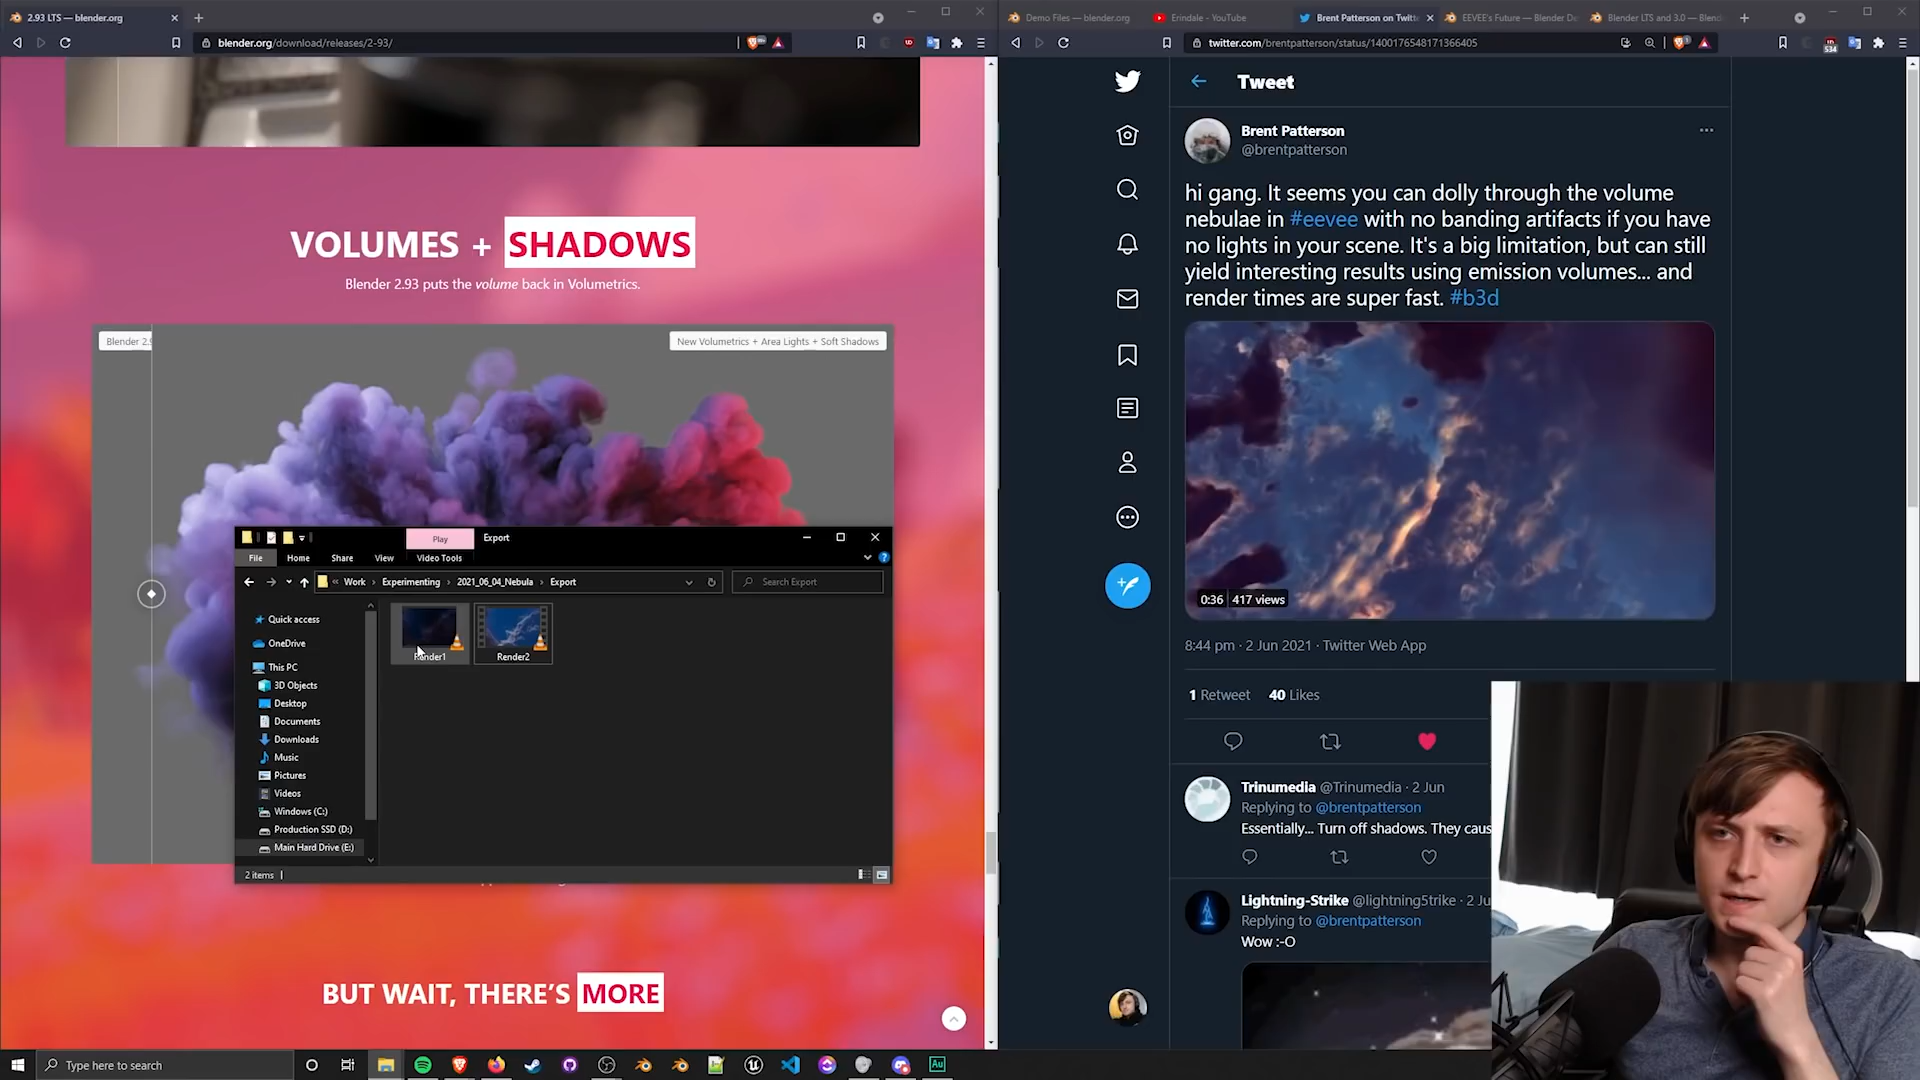 2.93 LTS — blender.org
blender.org/download/releases/2-93/
VOLUMES + SHADOWS
Blender 2.93 puts the volume back in Volumetrics.
Blender 2.9
New Volumetrics + Area Lights + Soft Shadows
Play
Export
File
Home
Share
View
Video Tools
Work
Experimenting
2021_06_04_Nebula
Export
Search Export
Quick access
OneDrive
This PC
3D Objects
Desktop
Documents
Downloads
Music
Pictures
Videos
Windows (C:)
Production SSD (D:)
Main Hard Drive (E:)
Render1
Render2
2 items
BUT WAIT, THERE'S MORE
Type here to search
Au
Demo Files — blender.org
Erindale - YouTube
Brent Patterson on Twitt
EEVEE's Future — Blender De
Blender LTS and 3.0 — Blend
twitter.com/brentpatterson/status/1400176548171366405
534
Tweet
Brent Patterson
@brentpatterson
hi gang. It seems you can dolly through the volume
nebulae in #eevee with no banding artifacts if you have
no lights in your scene. It's a big limitation, but can still
yield interesting results using emission volumes... and
render times are super fast. #b3d
0:36 417 views
8:44 pm · 2 Jun 2021 · Twitter Web App
1 Retweet 40 Likes
Trinumedia @Trinumedia · 2 Jun
Replying to @brentpatterson
Essentially... Turn off shadows. They caus
Lightning-Strike @lightning5trike · 2 Ju
Replying to @brentpatterson
Wow :-O